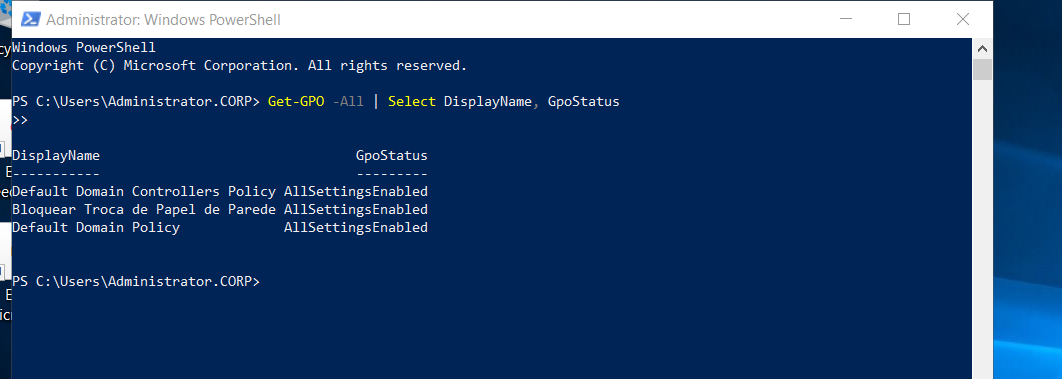 Administrator: Windows PowerShell
Windows PowerShell
Copyright (C) Microsoft Corporation. All rights reserved.
PS C:\Users\Administrator.CORP> Get-GPO -All | Select DisplayName, GpoStatus
>>
DisplayName                                GpoStatus
-----------                                ---------
Default Domain Controllers Policy AllSettingsEnabled
Bloquear Troca de Papel de Parede AllSettingsEnabled
Default Domain Policy             AllSettingsEnabled
PS C:\Users\Administrator.CORP>